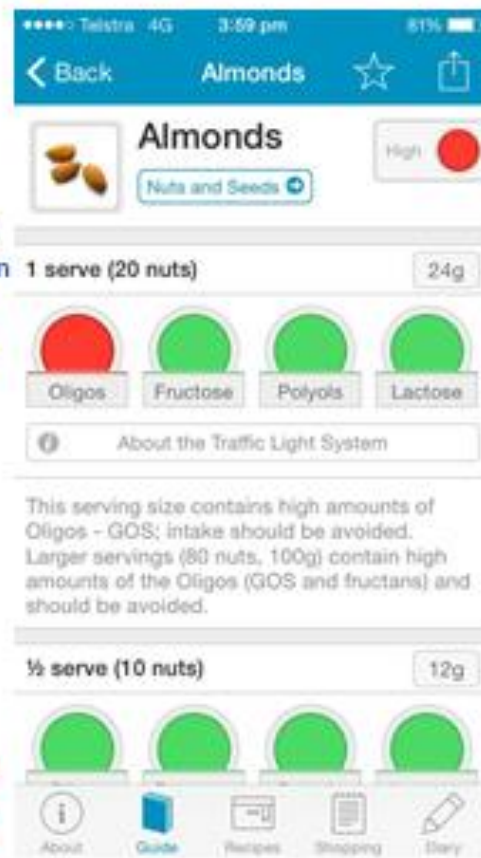 Telstra 4G 3:59 pm 81%
Back Almonds
Almonds
High
Nuts and Seeds
n
1 serve (20 nuts) 24g
Oligos Fructose Polyols Lactose
About the Traffic Light System
This serving size contains high amounts of
Oligos - GOS; intake should be avoided.
Larger servings (80 nuts, 100g) contain high
amounts of the Oligos (GOS and fructans) and
should be avoided.
½ serve (10 nuts) 12g
About Guide Recipes Shopping Diary